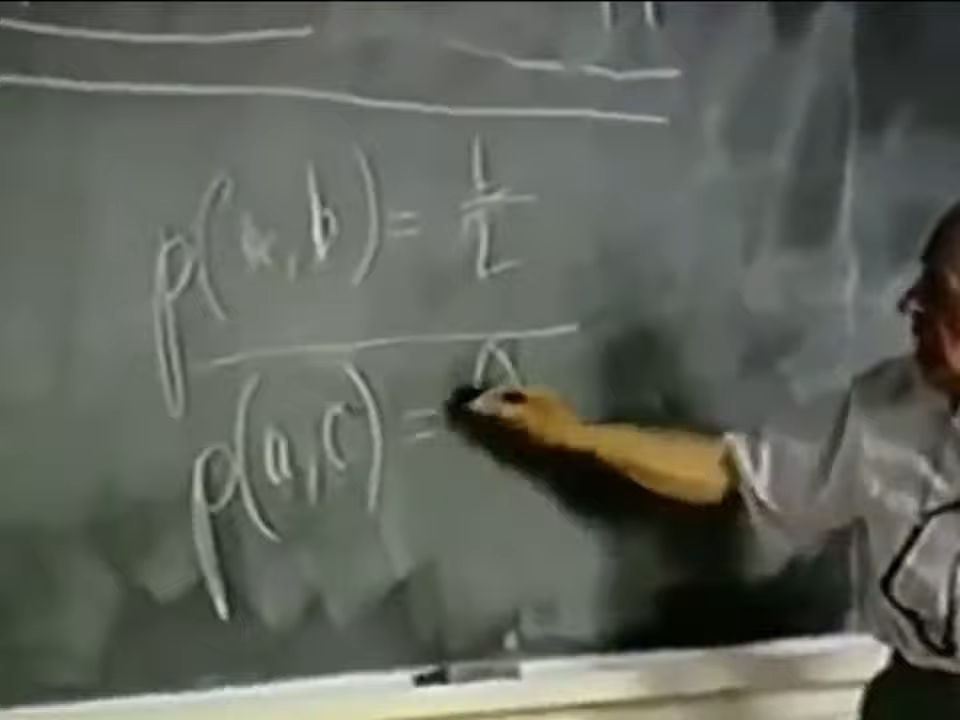 p(a,b) = 1/2
p(a,c) =